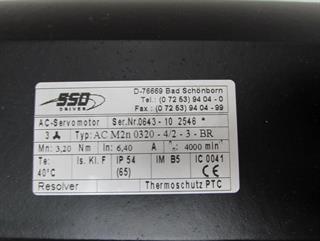 SSD
DRIVES
D-76669 Bad Schönborn
Tel.: (0 72 53) 94 04 - 0
Fax.: (0 72 53) 94 04 - 99
AC-Servomotor Ser.Nr.0643 - 10 2546 *
3 Typ: AC M2n 0320 - 4/2 - 3 - BR
Mn: 3,20 Nm In: 6,40 A nn: 4000 min-1
Te: Is. Kl. F IP 54 IM B5 IC 0041
40°C (65)
Resolver Thermoschutz PTC